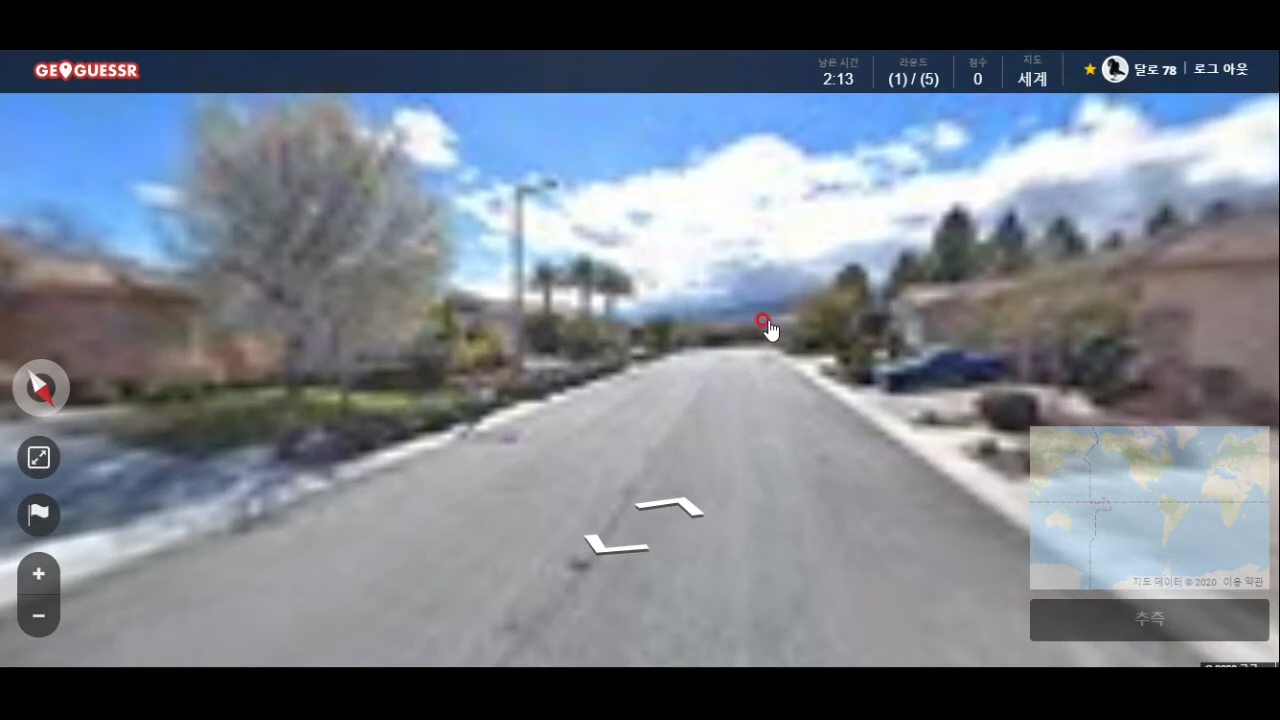 GEOGUESSR
남은 시간
2:13
라운드
(1) / (5)
점수
0
지도
세계
달로 78 | 로그 아웃
지도 데이터 © 2020 이용 약관
추측